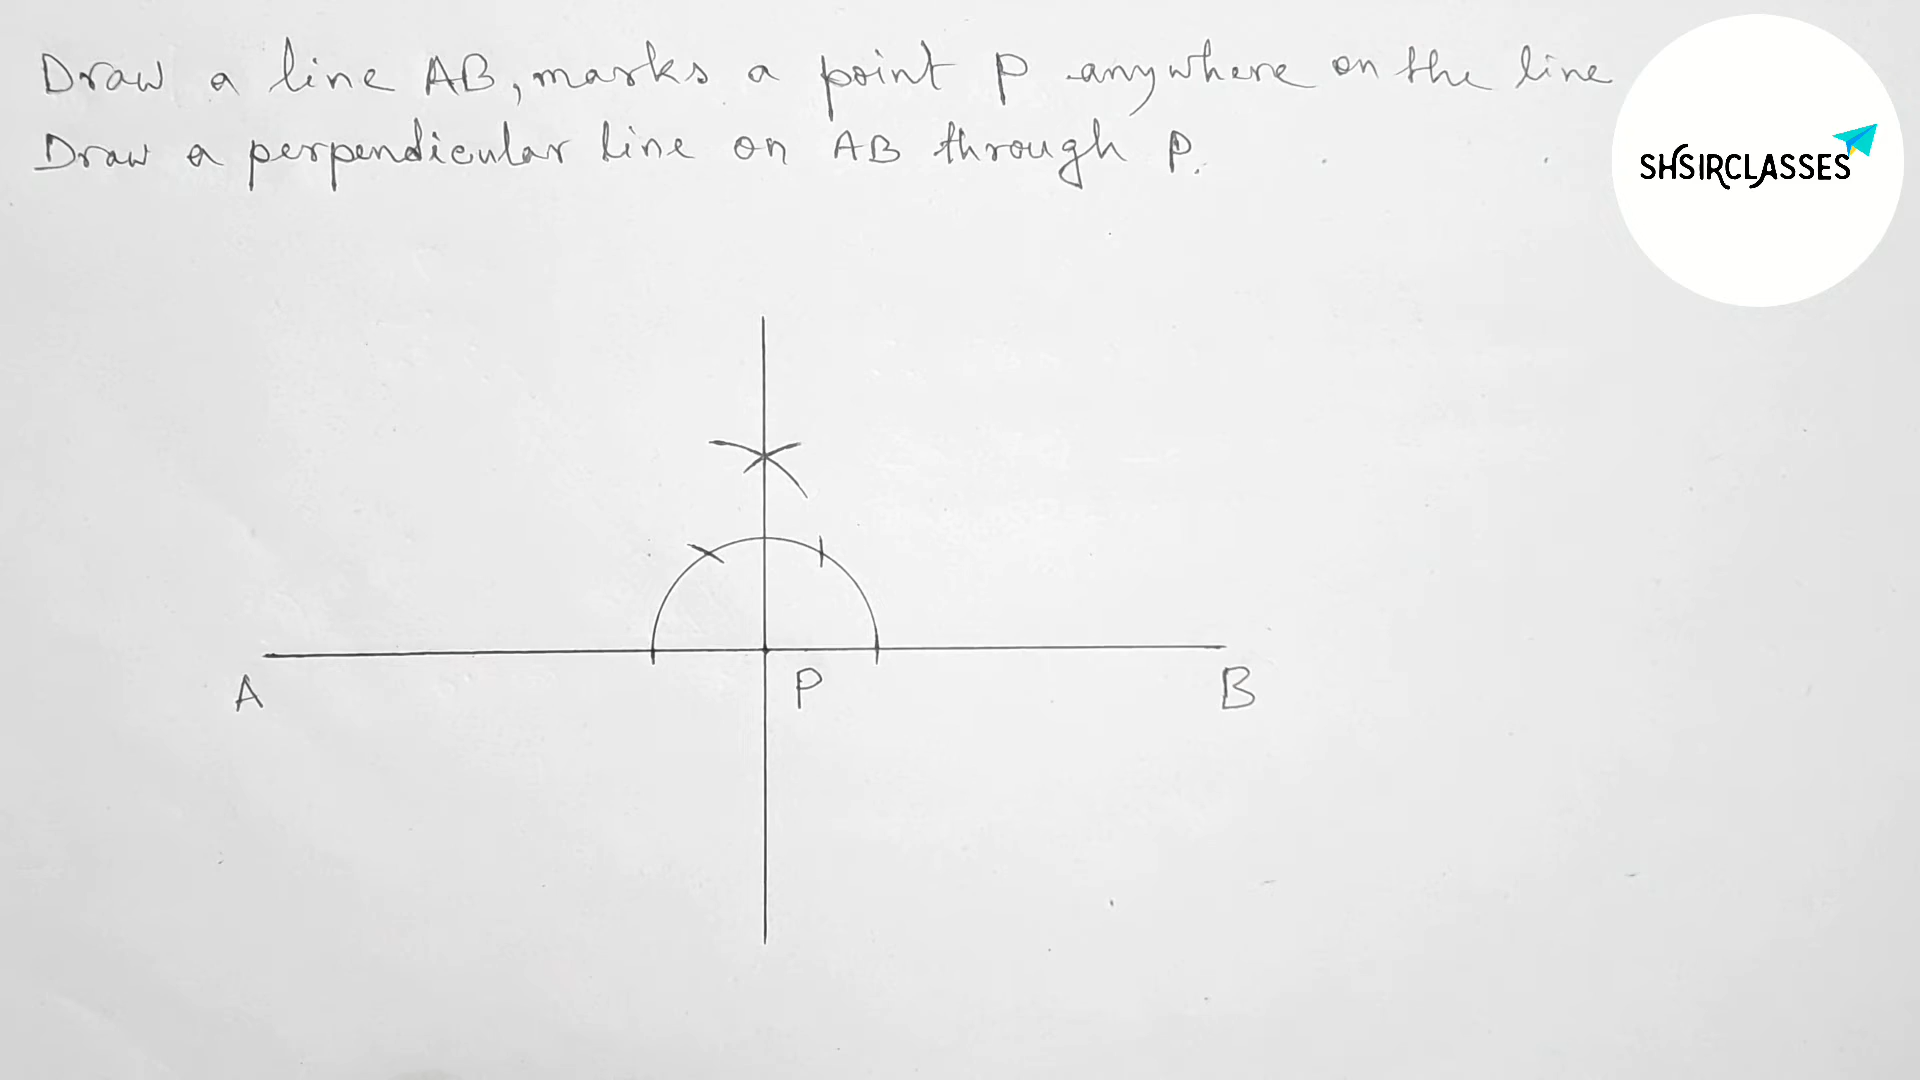 Draw a line AB, marks a point P anywhere on the line
Draw a perpendicular line on AB through P.
SHSIRCLASSES
A
P
B